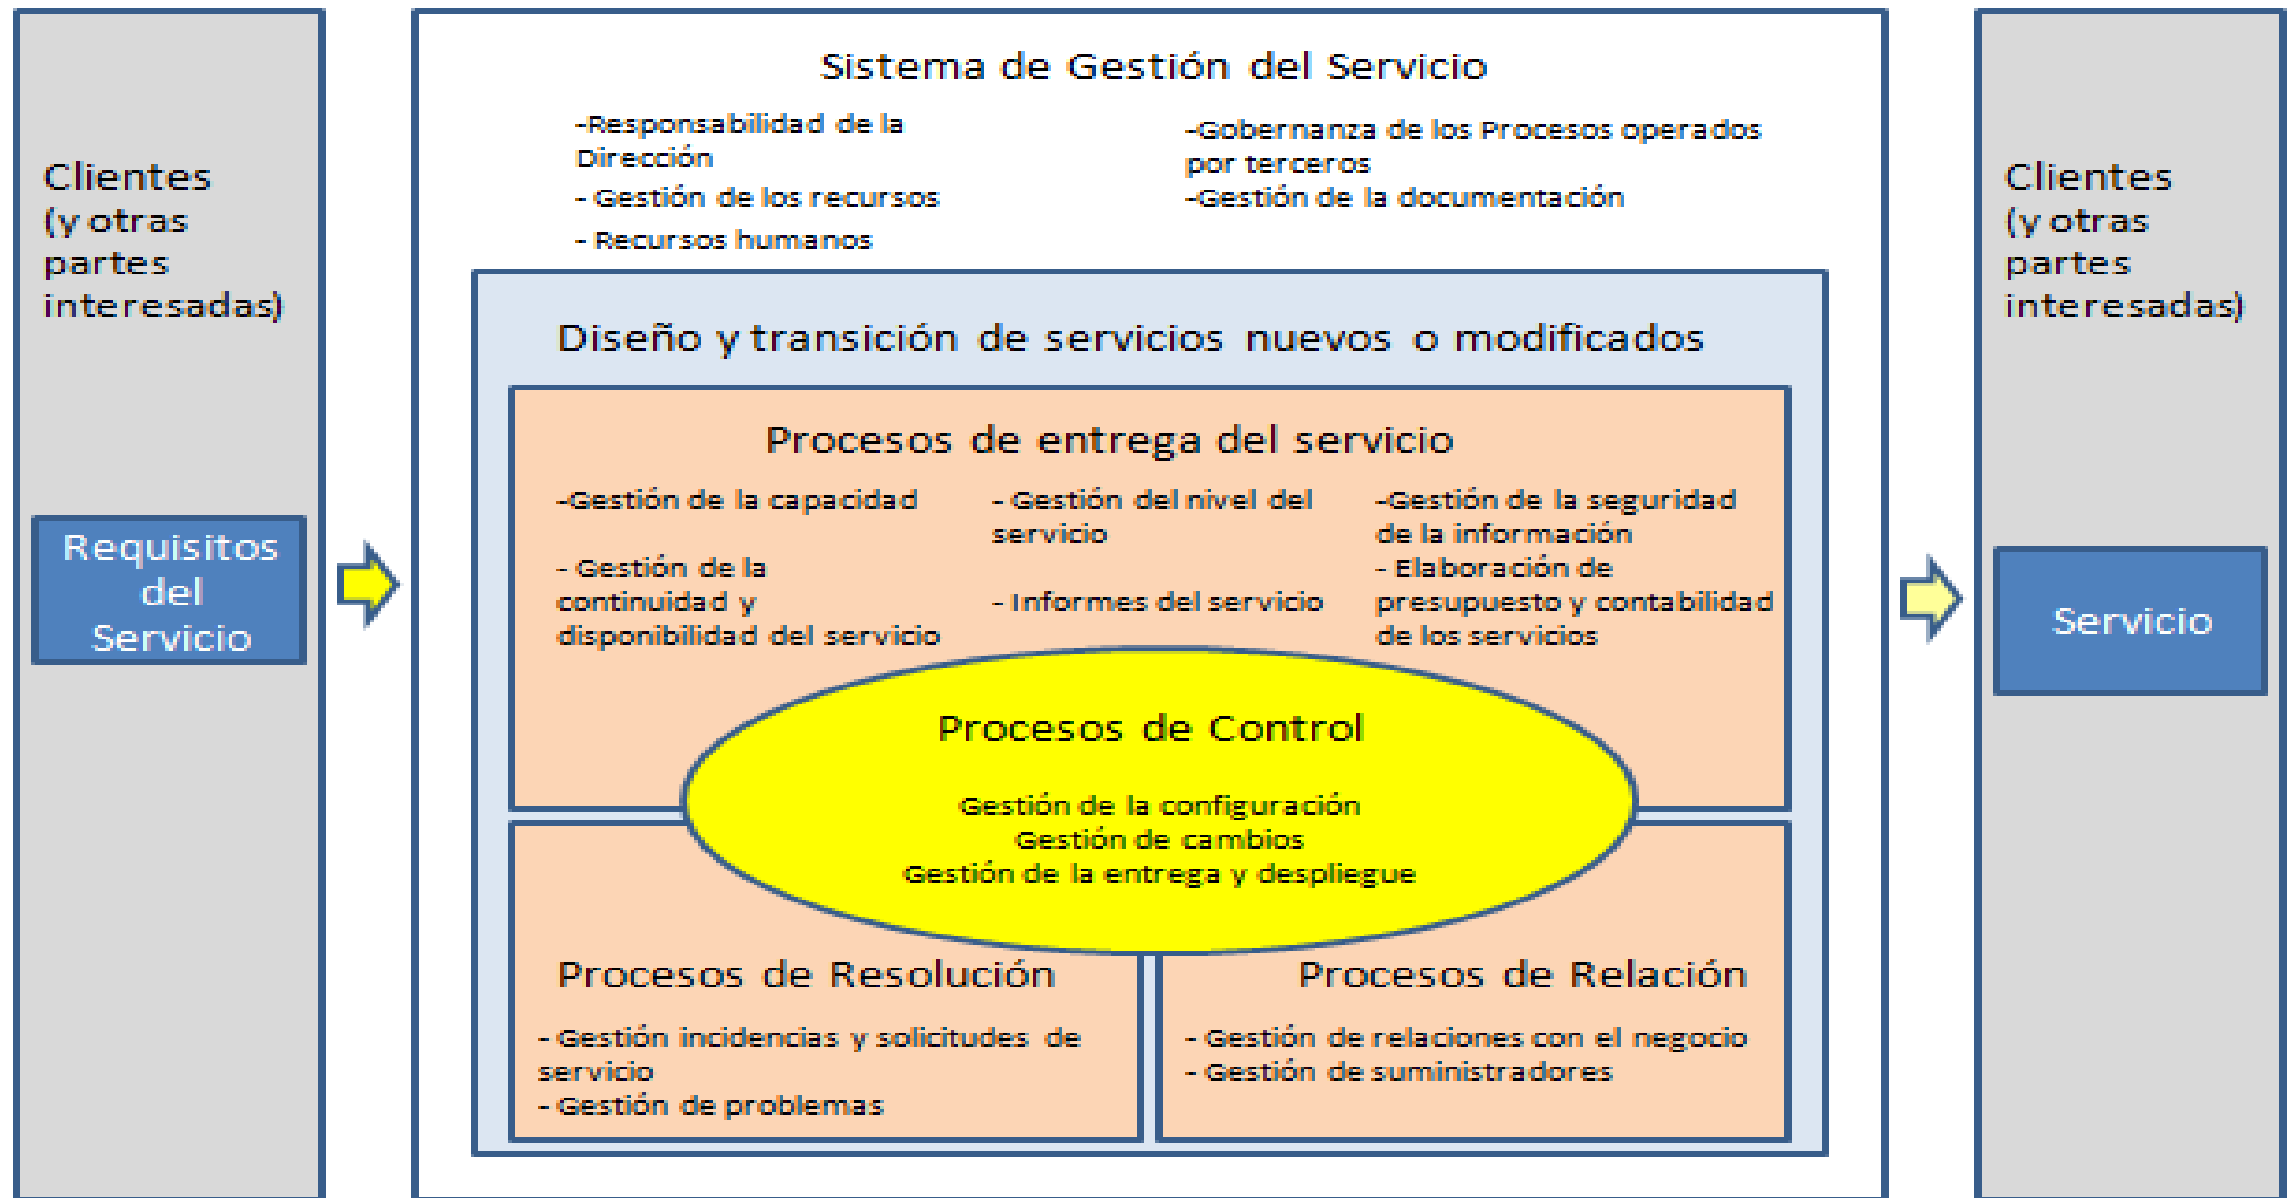 Clientes
(y otras
partes
interesadas)
Requisitos
del
Servicio
Sistema de Gestión del Servicio
-Responsabilidad de la
Dirección
- Gestión de los recursos
- Recursos humanos
-Gobernanza de los Procesos operados
por terceros
-Gestión de la documentación
Diseño y transición de servicios nuevos o modificados
Procesos de entrega del servicio
-Gestión de la capacidad
- Gestión de la
continuidad y
disponibilidad del servicio
- Gestión del nivel del
servicio
- Informes del servicio
-Gestión de la seguridad
de la información
- Elaboración de
presupuesto y contabilidad
de los servicios
Procesos de Control
Gestión de la configuración
Gestión de cambios
Gestión de la entrega y despliegue
Procesos de Resolución
- Gestión incidencias y solicitudes de
servicio
- Gestión de problemas
Procesos de Relación
- Gestión de relaciones con el negocio
- Gestión de suministradores
Clientes
(y otras
partes
interesadas)
Servicio